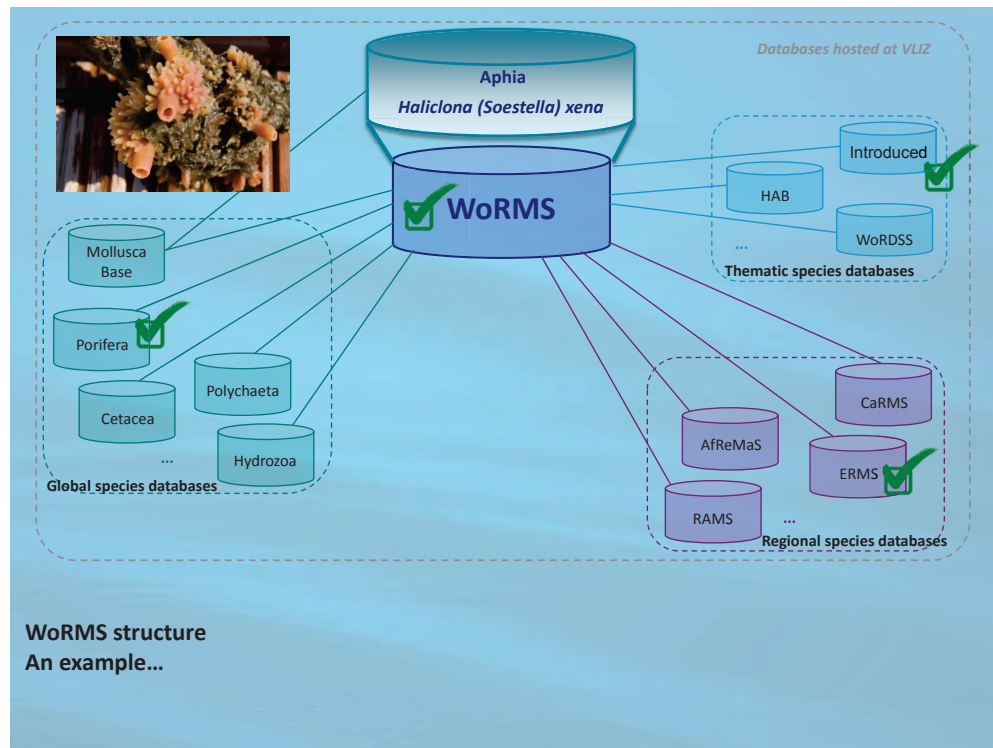 Databases hosted at VLIZ
Aphia
Haliclona (Soestella) xena
WoRMS
Introduced
HAB
WoRDSS
...
Thematic species databases
Mollusca
Base
Porifera
Cetacea
Polychaeta
...
Hydrozoa
Global species databases
CaRMS
AfReMaS
ERMS
RAMS
...
Regional species databases
WoRMS structure
An example…